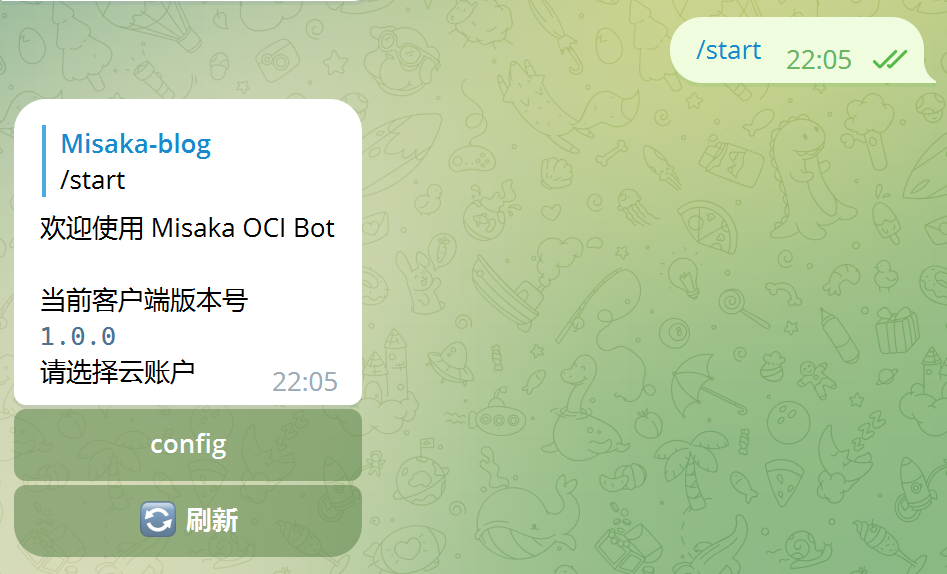 /start 22:05
Misaka-blog
/start
欢迎使用 Misaka OCI Bot
当前客户端版本号
1.0.0
请选择云账户 22:05
config
刷新